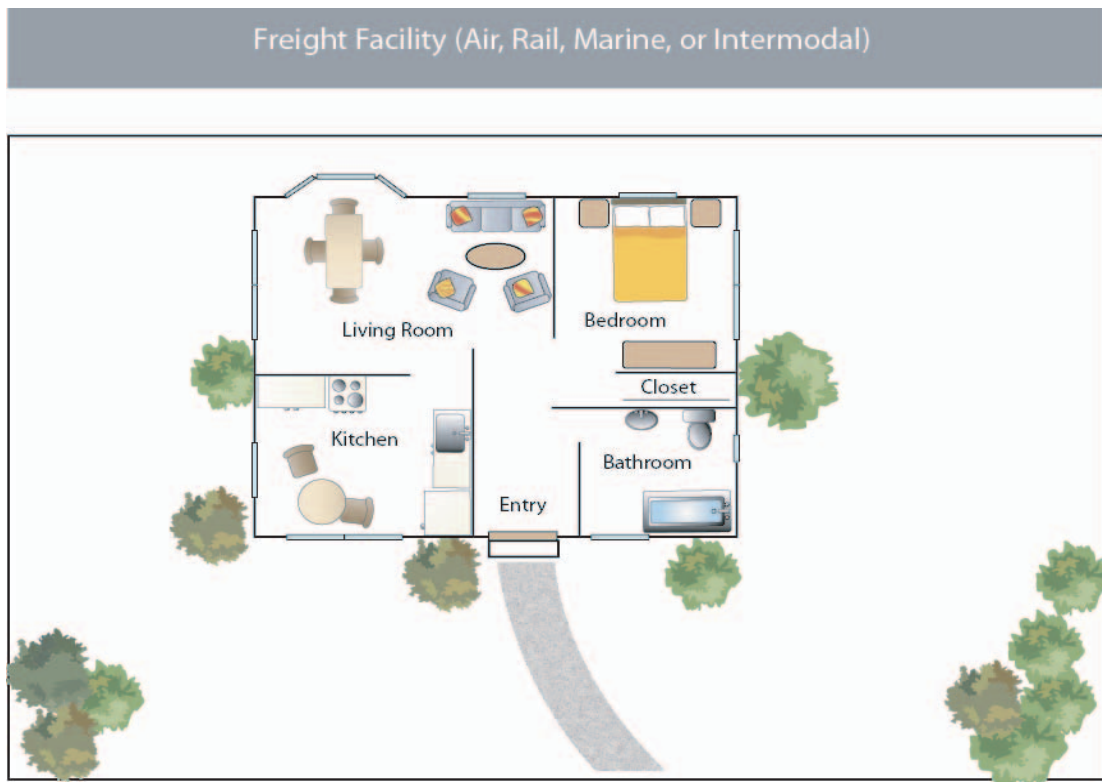 Freight Facility (Air, Rail, Marine, or Intermodal)
Living Room
Bedroom
Closet
Kitchen
Bathroom
Entry